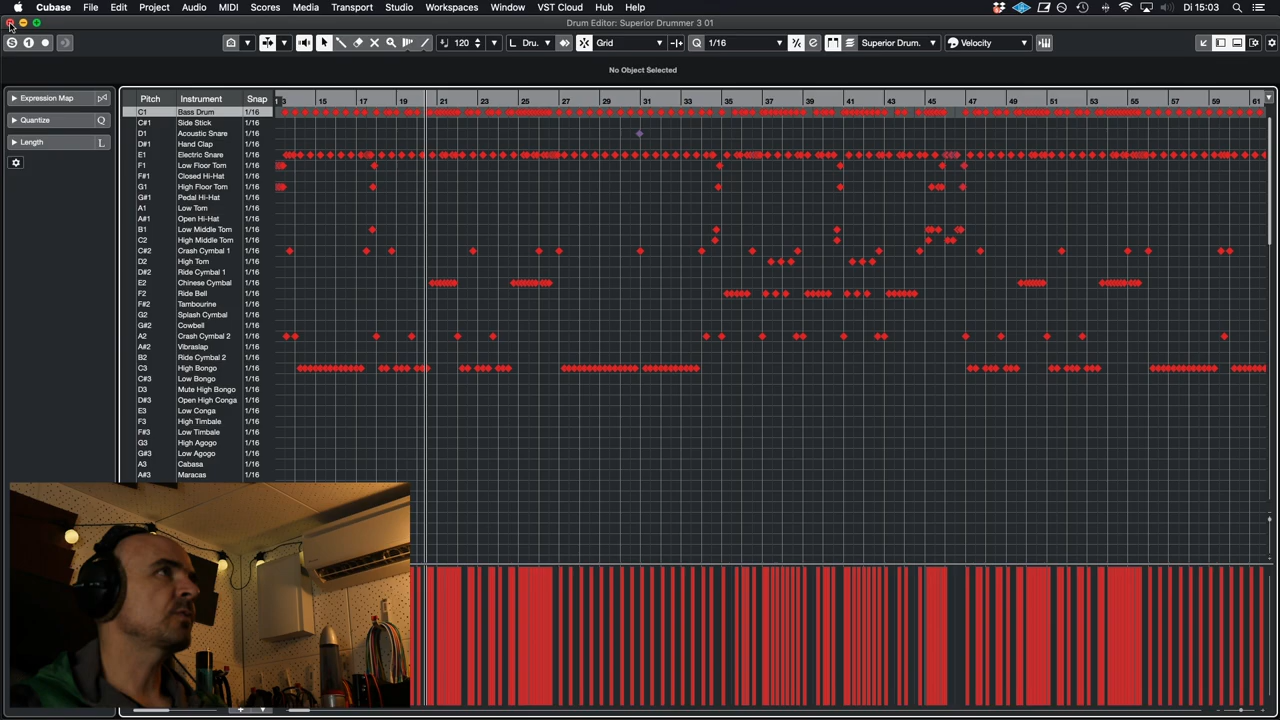 Cubase File Edit Project Audio MIDI Scores Media Transport Studio Workspaces Window VST Cloud Hub Help Di 15:03
Drum Editor: Superior Drummer 3 01
S 120 L Dru. Grid Q 1/16 Superior Drum. Velocity
No Object Selected
Expression Map
Quantize Q
Length L
Pitch Instrument Snap 15 17 19 21 23 25 27 29 31 33 35 37 39 41 43 45 47 49 51 53 55 57 59 61
C1 Bass Drum 1/16
C#1 Side Stick 1/16
D1 Acoustic Snare 1/16
D#1 Hand Clap 1/16
E1 Electric Snare 1/16
F1 Low Floor Tom 1/16
F#1 Closed Hi-Hat 1/16
G1 High Floor Tom 1/16
G#1 Pedal Hi-Hat 1/16
A1 Low Tom 1/16
A#1 Open Hi-Hat 1/16
B1 Low Middle Tom 1/16
C2 High Middle Tom 1/16
C#2 Crash Cymbal 1 1/16
D2 High Tom 1/16
D#2 Ride Cymbal 1 1/16
E2 Chinese Cymbal 1/16
F2 Ride Bell 1/16
F#2 Tambourine 1/16
G2 Splash Cymbal 1/16
G#2 Cowbell 1/16
A2 Crash Cymbal 2 1/16
A#2 Vibraslap 1/16
B2 Ride Cymbal 2 1/16
C3 High Bongo 1/16
C#3 Low Bongo 1/16
D3 Mute High Bongo 1/16
D#3 Open High Conga 1/16
E3 Low Conga 1/16
F3 High Timbale 1/16
F#3 Low Timbale 1/16
G3 High Agogo 1/16
G#3 Low Agogo 1/16
A3 Cabasa 1/16
A#3 Maracas 1/16